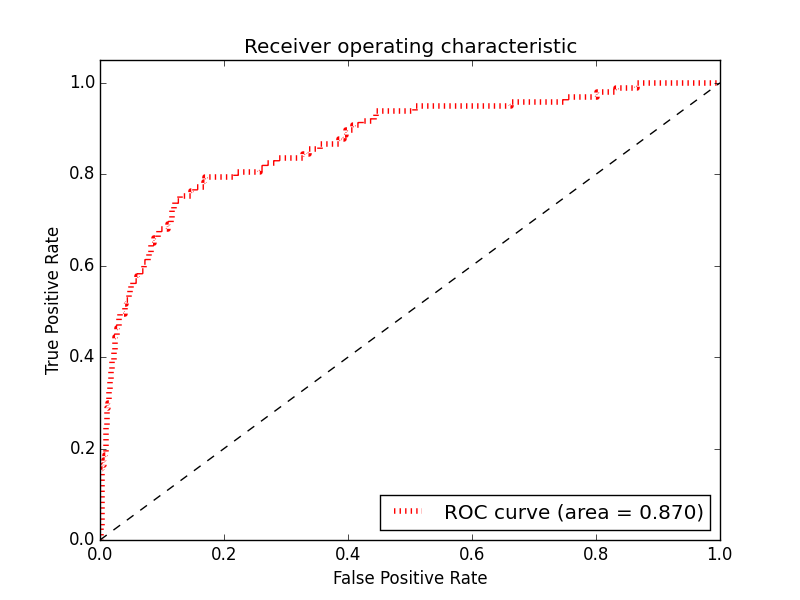 Receiver operating characteristic
True Positive Rate
1.0
0.8
0.6
0.4
0.2
0.0
ROC curve (area = 0.870)
0.0 0.2 0.4 0.6 0.8 1.0
False Positive Rate